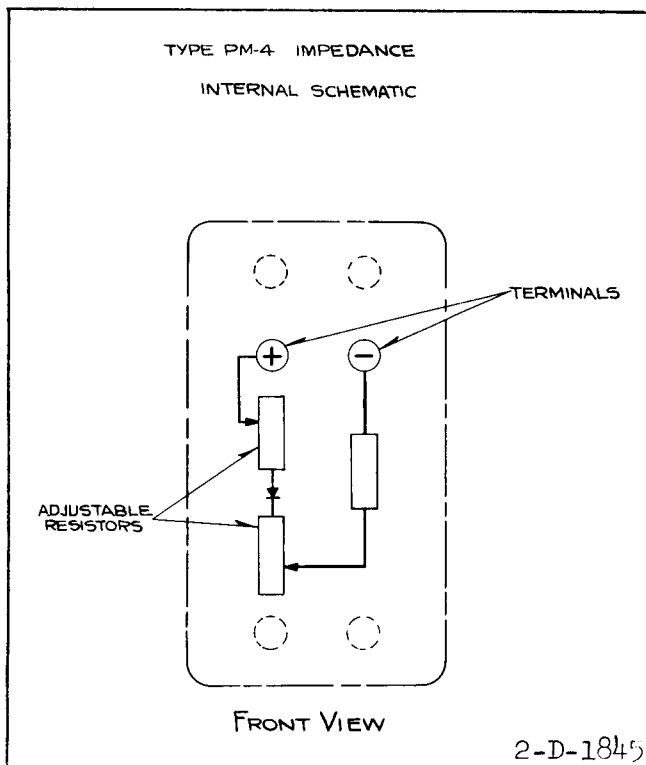 TYPE PM-4 IMPEDANCE
INTERNAL SCHEMATIC
TERMINALS
+ −
ADJUSTABLE
RESISTORS
FRONT VIEW
2-D-1845